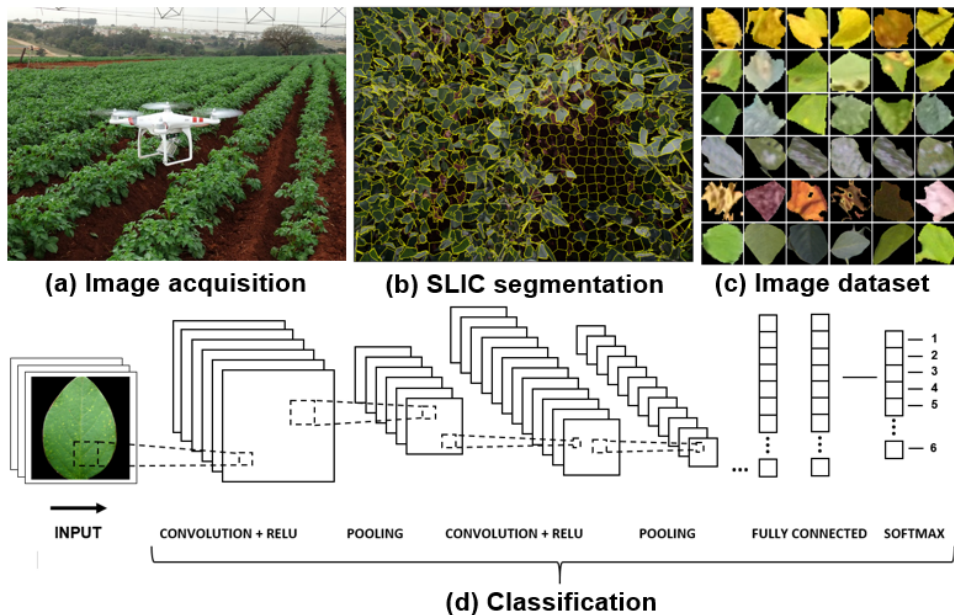 (a) Image acquisition
(b) SLIC segmentation
(c) Image dataset
1
2
3
4
5
6
...
INPUT
CONVOLUTION + RELU
POOLING
CONVOLUTION + RELU
POOLING
FULLY CONNECTED
SOFTMAX
(d) Classification